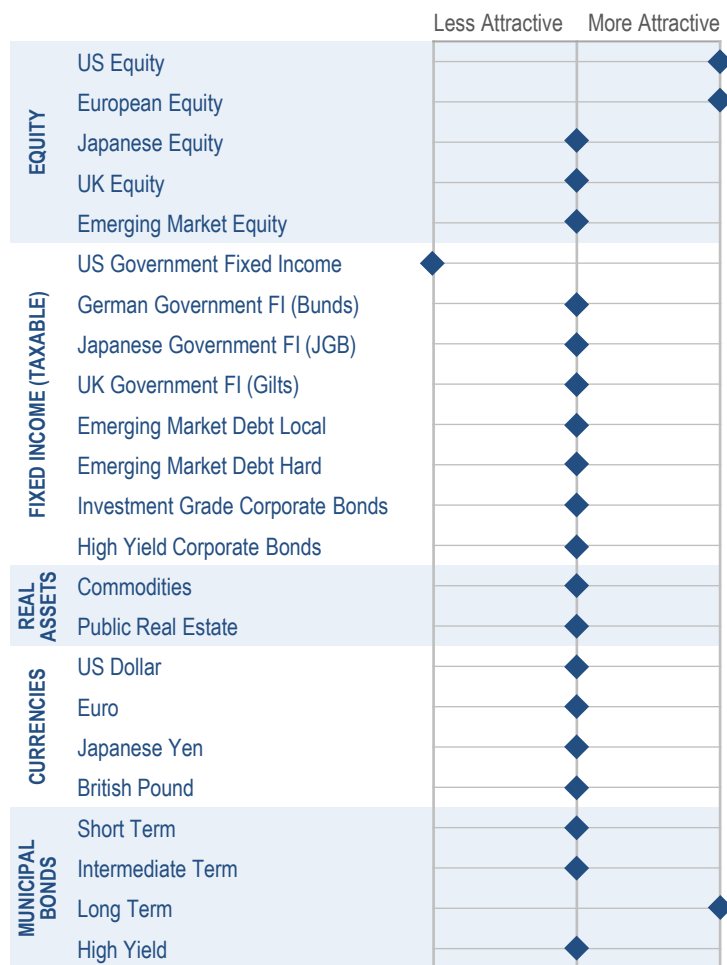 Less Attractive More Attractive
EQUITY
US Equity
European Equity
Japanese Equity
UK Equity
Emerging Market Equity
FIXED INCOME (TAXABLE)
US Government Fixed Income
German Government FI (Bunds)
Japanese Government FI (JGB)
UK Government FI (Gilts)
Emerging Market Debt Local
Emerging Market Debt Hard
Investment Grade Corporate Bonds
High Yield Corporate Bonds
REAL
ASSETS
Commodities
Public Real Estate
CURRENCIES
US Dollar
Euro
Japanese Yen
British Pound
MUNICIPAL
BONDS
Short Term
Intermediate Term
Long Term
High Yield